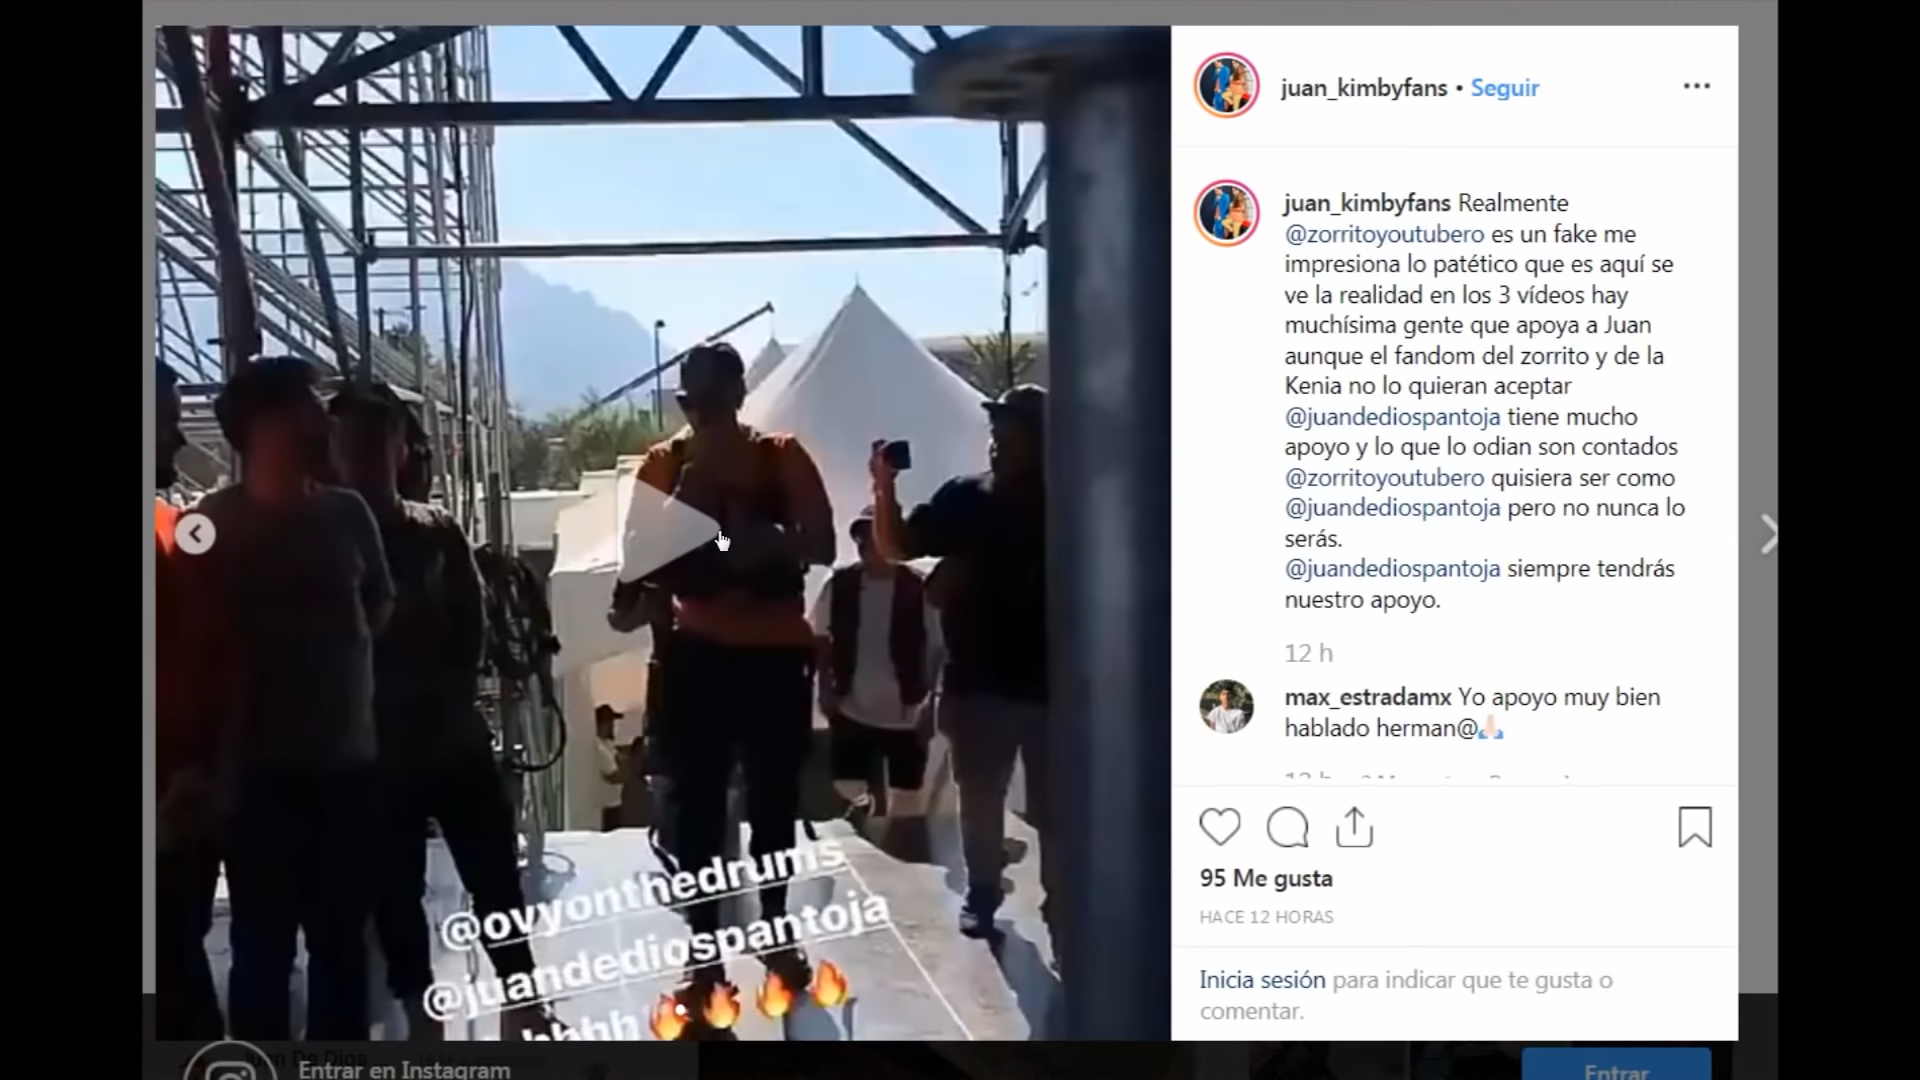 juan_kimbyfans • Seguir
juan_kimbyfans Realmente
@zorritoyoutubero es un fake me
impresiona lo patético que es aquí se
ve la realidad en los 3 vídeos hay
muchísima gente que apoya a Juan
aunque el fandom del zorrito y de la
Kenia no lo quieran aceptar
@juandediospantoja tiene mucho
apoyo y lo que lo odian son contados
@zorritoyoutubero quisiera ser como
@juandediospantoja pero no nunca lo
serás.
@juandediospantoja siempre tendrás
nuestro apoyo.
12 h
max_estradamx Yo apoyo muy bien
hablado herman@🙏🏻
95 Me gusta
HACE 12 HORAS
Inicia sesión para indicar que te gusta o
comentar.
@ovyonthedrums
@juandediospantoja
🔥🔥🔥🔥
Juan De Dios
Entrar en Instagram
Entrar